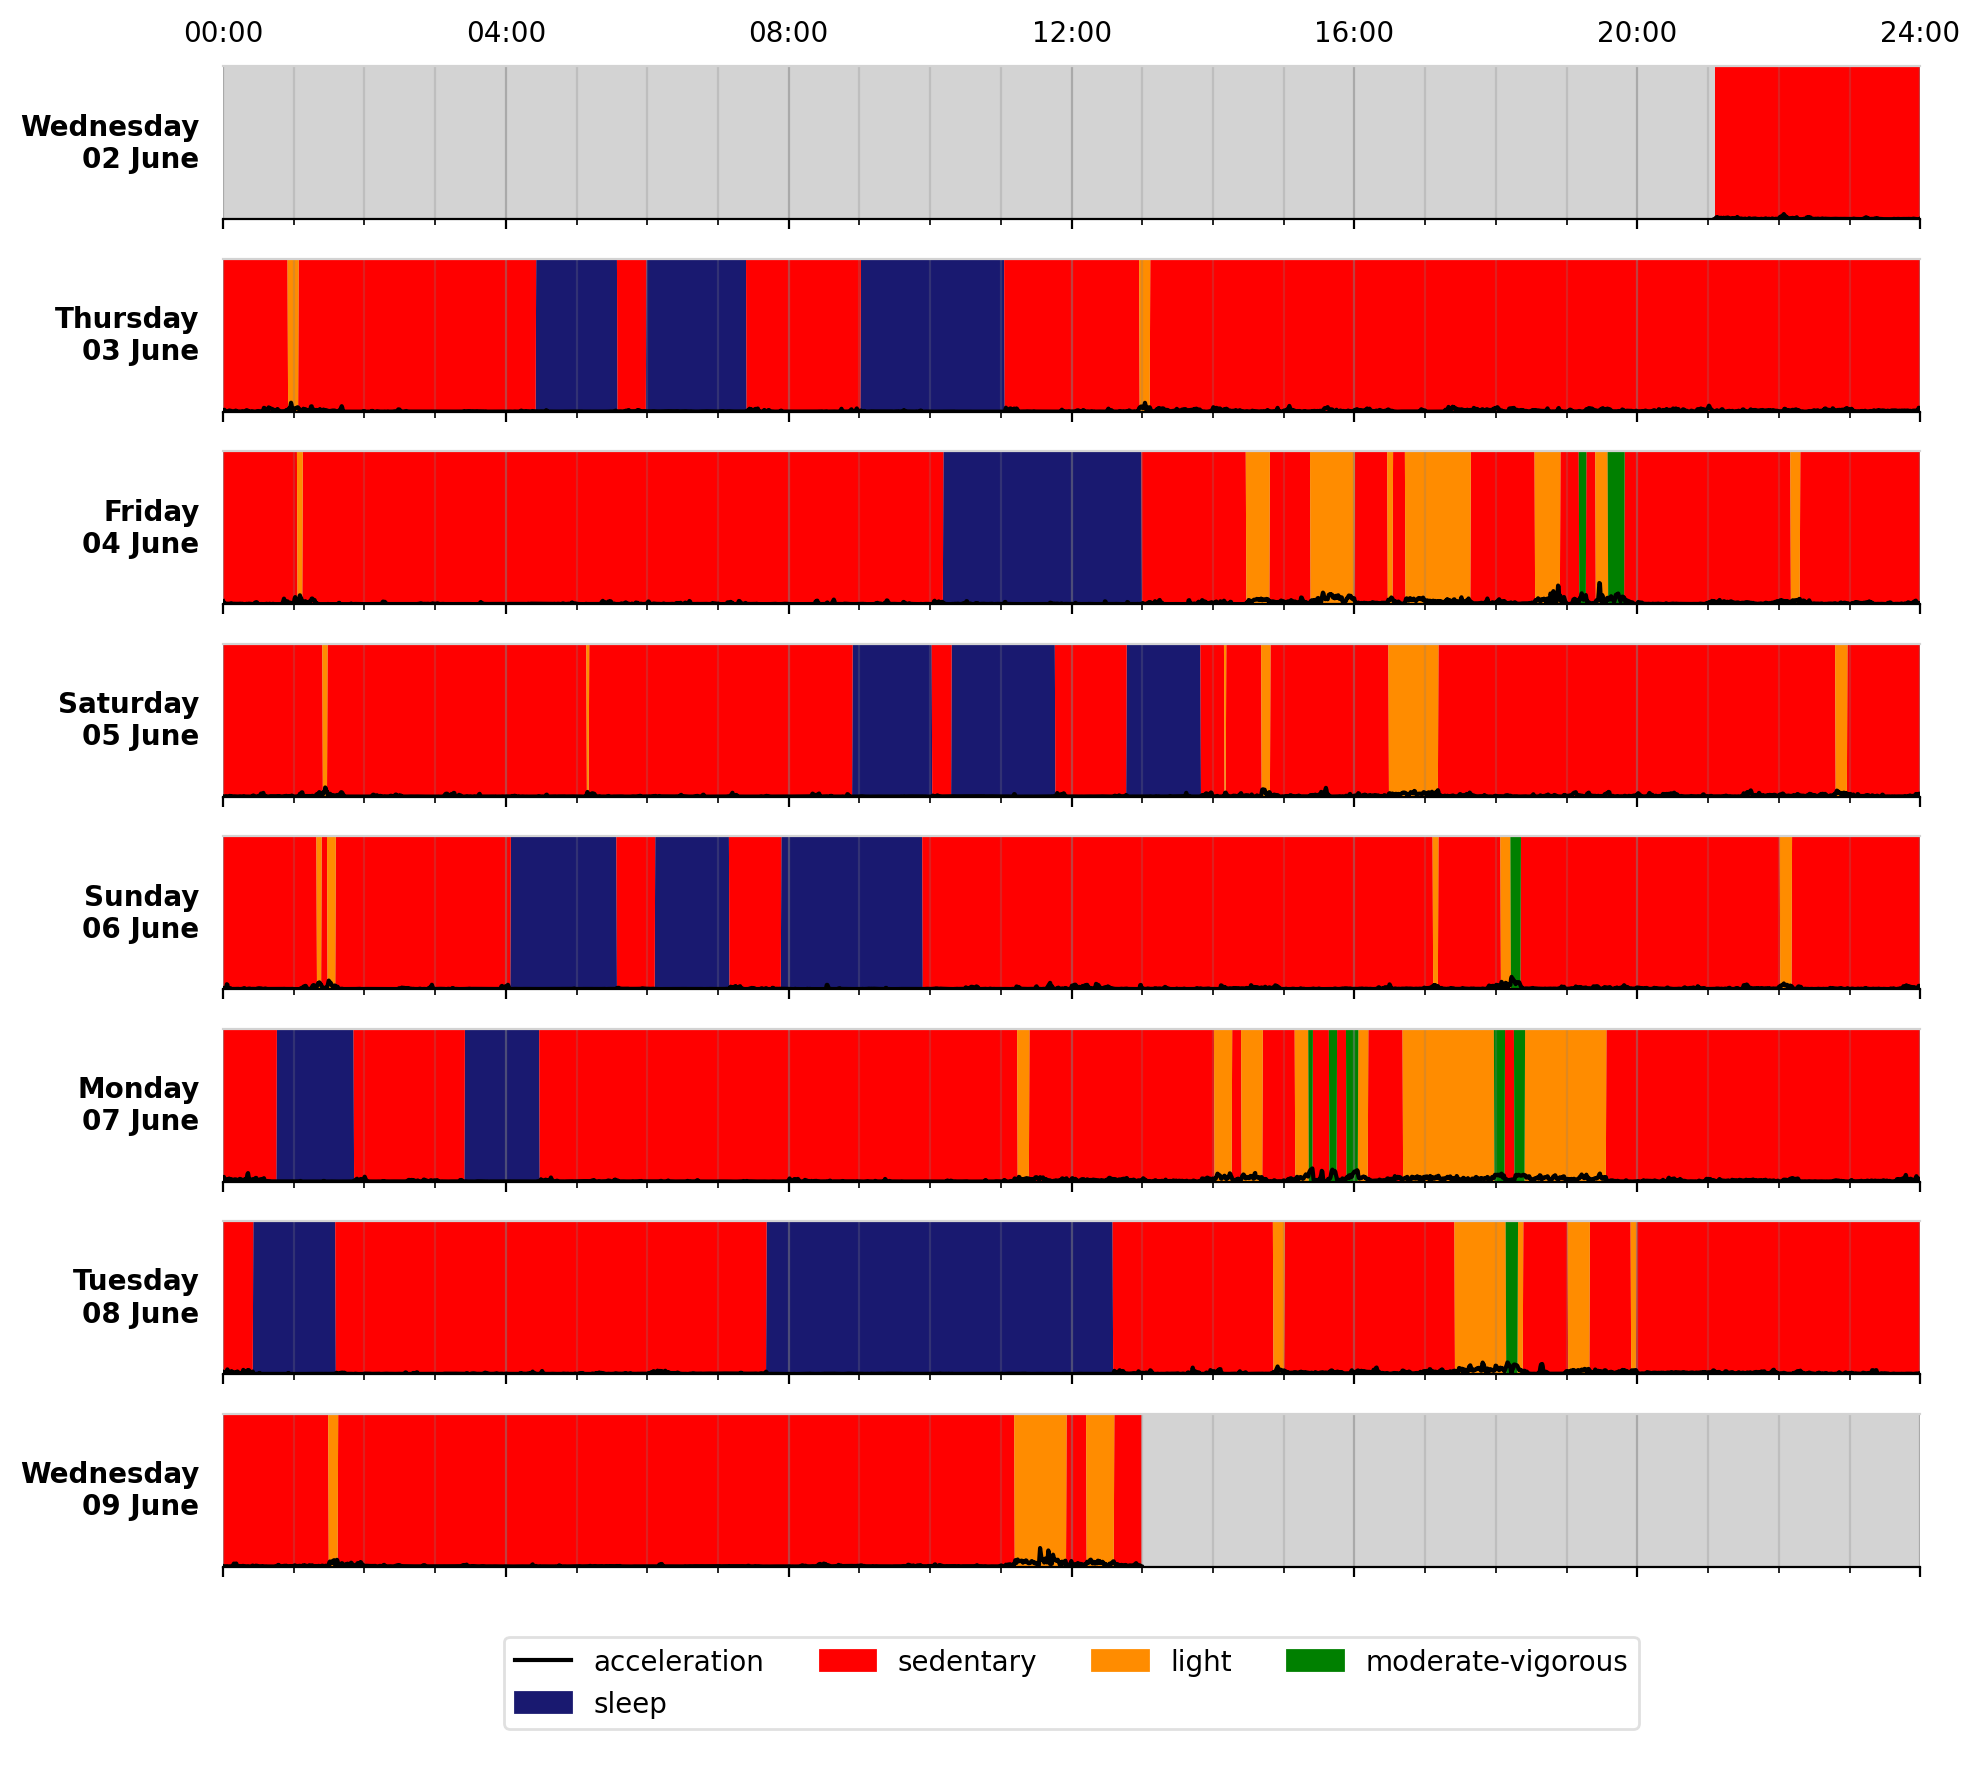 00:00 04:00 08:00 12:00 16:00 20:00 24:00
Wednesday
02 June
Thursday
03 June
Friday
04 June
Saturday
05 June
Sunday
06 June
Monday
07 June
Tuesday
08 June
Wednesday
09 June
acceleration sedentary light moderate-vigorous
sleep